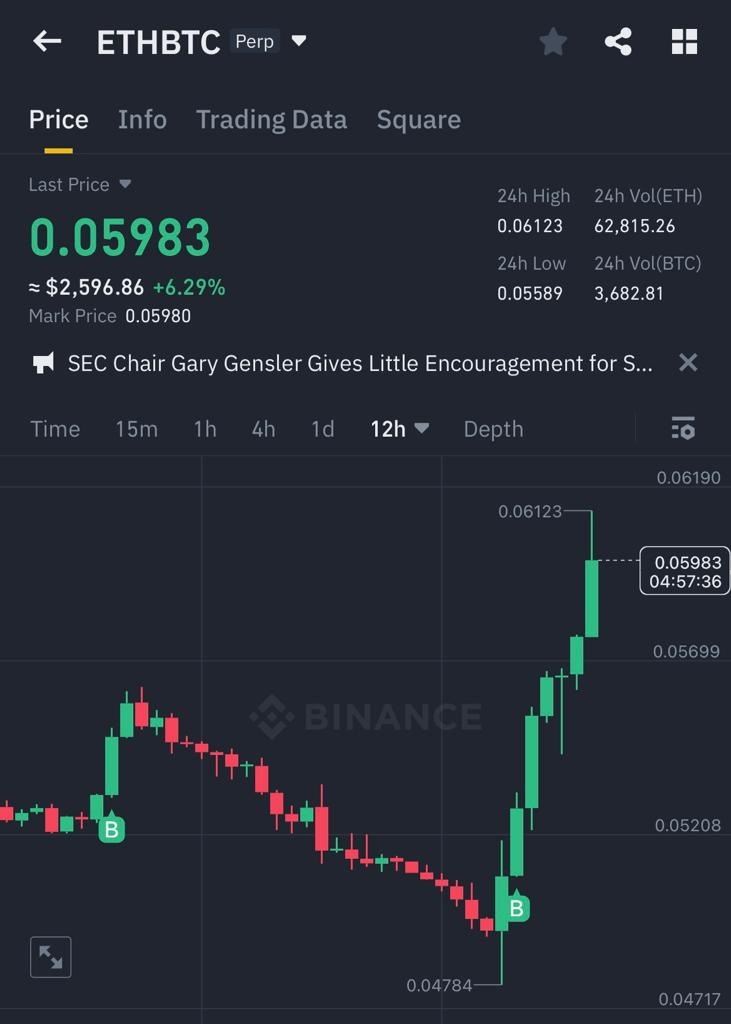 ETHBTC Perp
Price Info Trading Data Square
Last Price
0.05983
≈ $2,596.86 +6.29%
Mark Price 0.05980
24h High 24h Vol(ETH)
0.06123 62,815.26
24h Low 24h Vol(BTC)
0.05589 3,682.81
SEC Chair Gary Gensler Gives Little Encouragement for S...
Time 15m 1h 4h 1d 12h Depth
0.06190
0.06123
0.05983
04:57:36
0.05699
BINANCE
0.05208
B
B
0.04784
0.04717